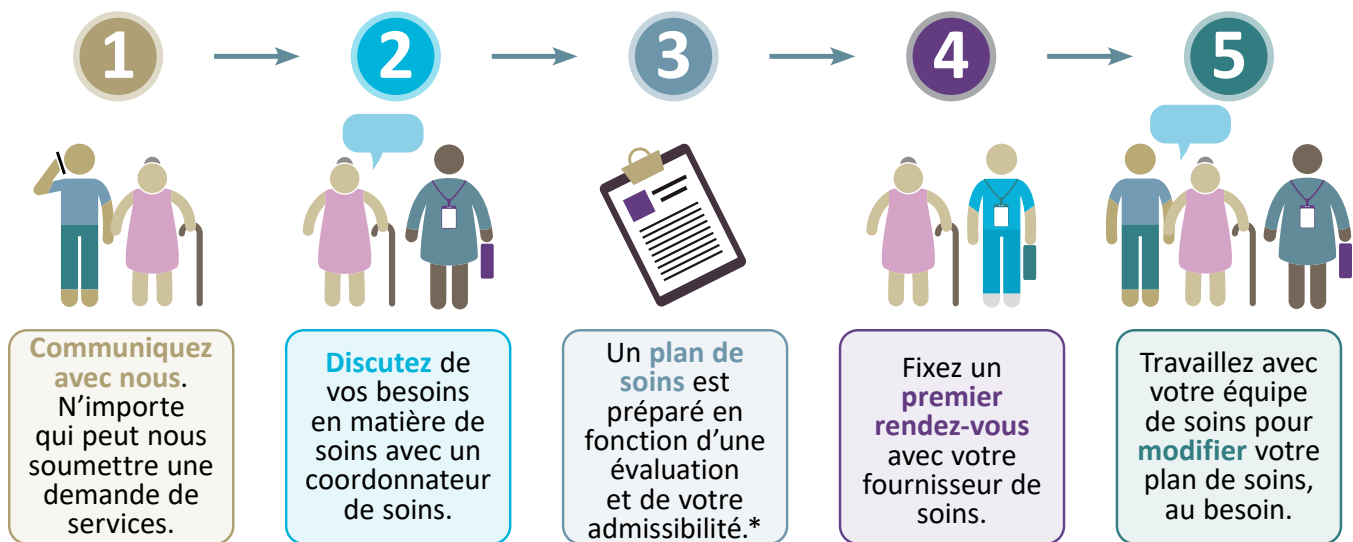 1
2
3
4
5
Communiquez
avec nous.
N’importe
qui peut nous
soumettre une
demande de
services.
Discutez de
vos besoins
en matière de
soins avec un
coordonnateur
de soins.
Un plan de
soins est
préparé en
fonction d’une
évaluation
et de votre
admissibilité.*
Fixez un
premier
rendez-vous
avec votre
fournisseur de
soins.
Travaillez avec
votre équipe
de soins pour
modifier votre
plan de soins,
au besoin.